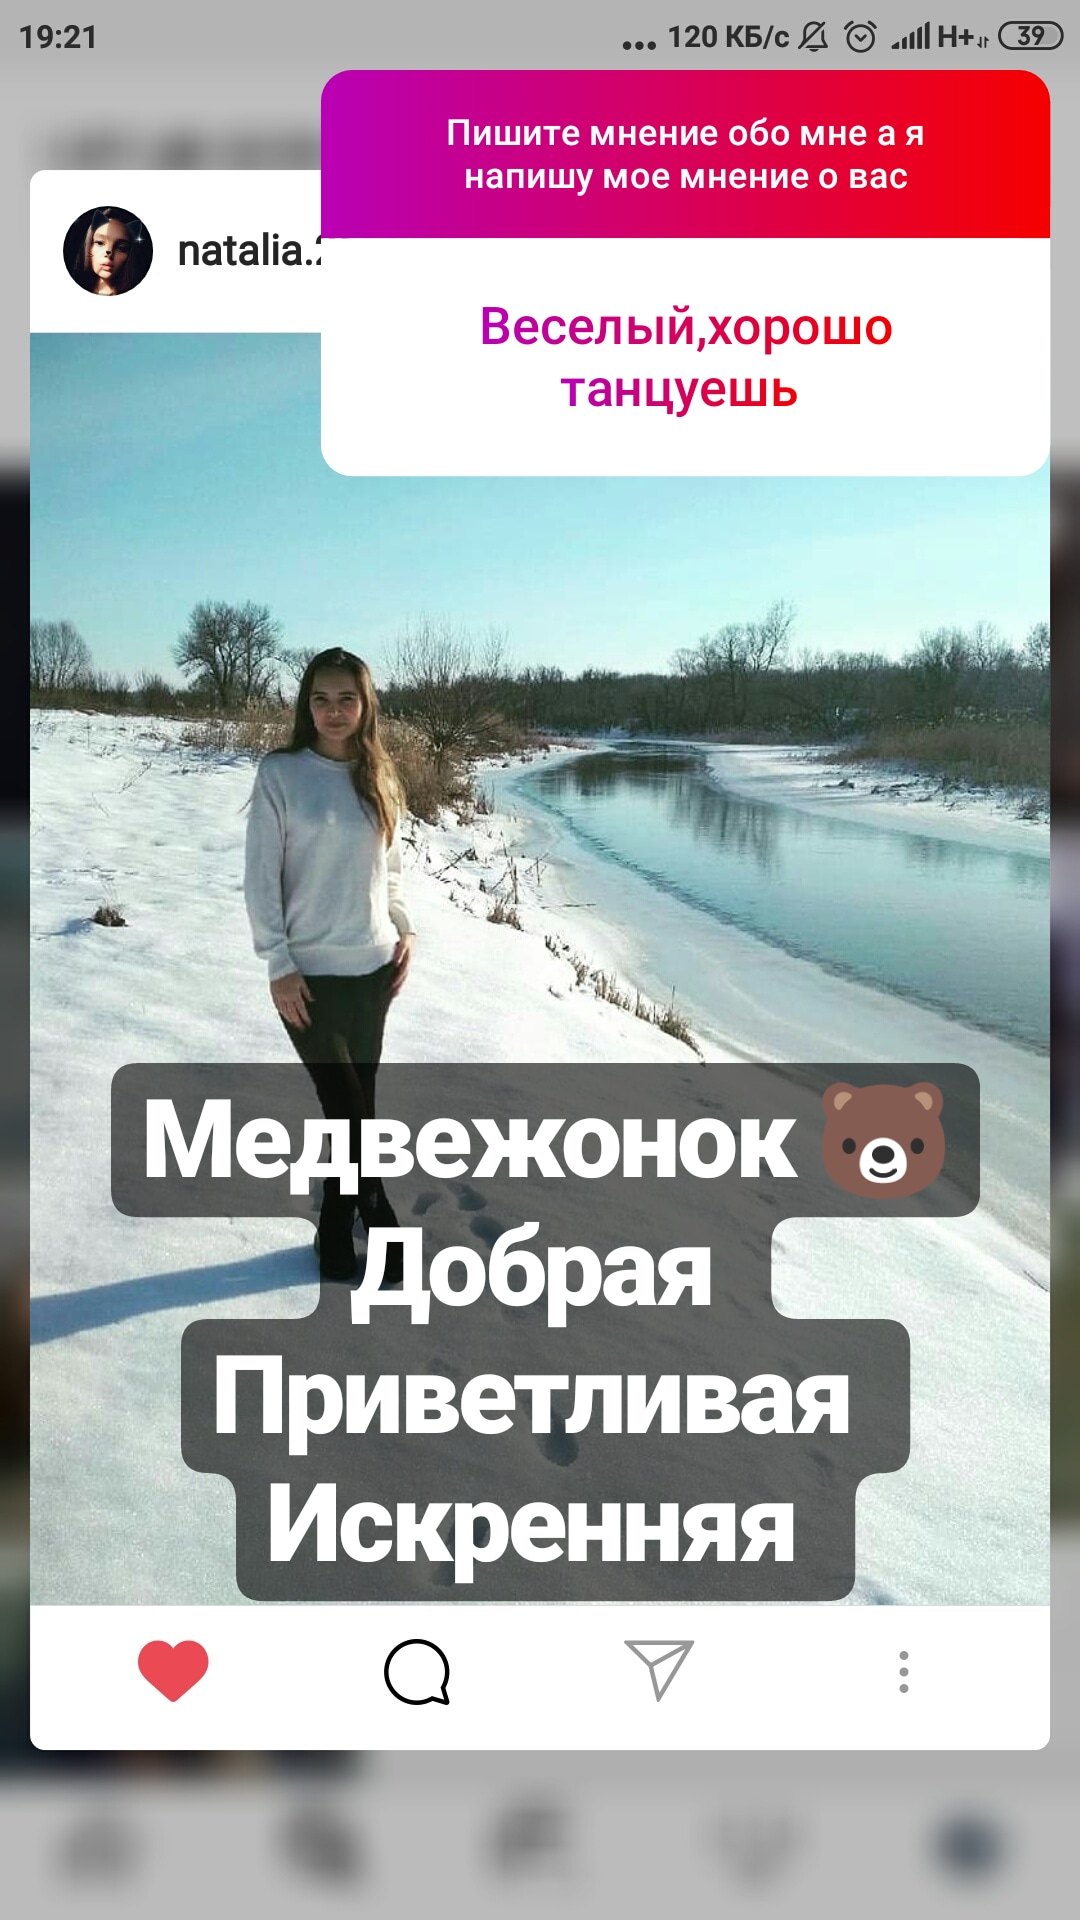 19:21
... 120 КБ/с H+ 39
Пишите мнение обо мне а я
напишу мое мнение о вас
natalia.
Веселый,хорошо
танцуешь
Медвежонок 🐻
Добрая
Приветливая
Искренняя